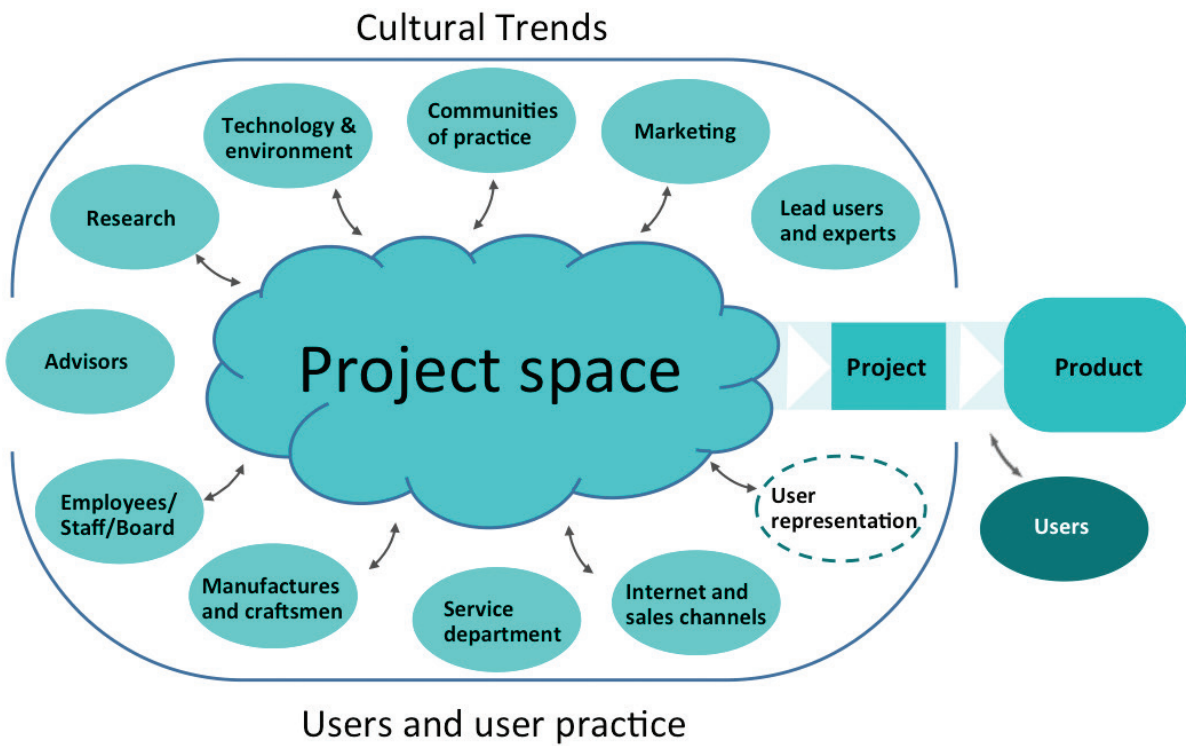 Cultural Trends
Technology &
environment
Communities
of practice
Marketing
Research
Lead users
and experts
Advisors
Project space
Project
Product
Employees/
Staff/Board
User
representation
Users
Manufactures
and craftsmen
Service
department
Internet and
sales channels
Users and user practice